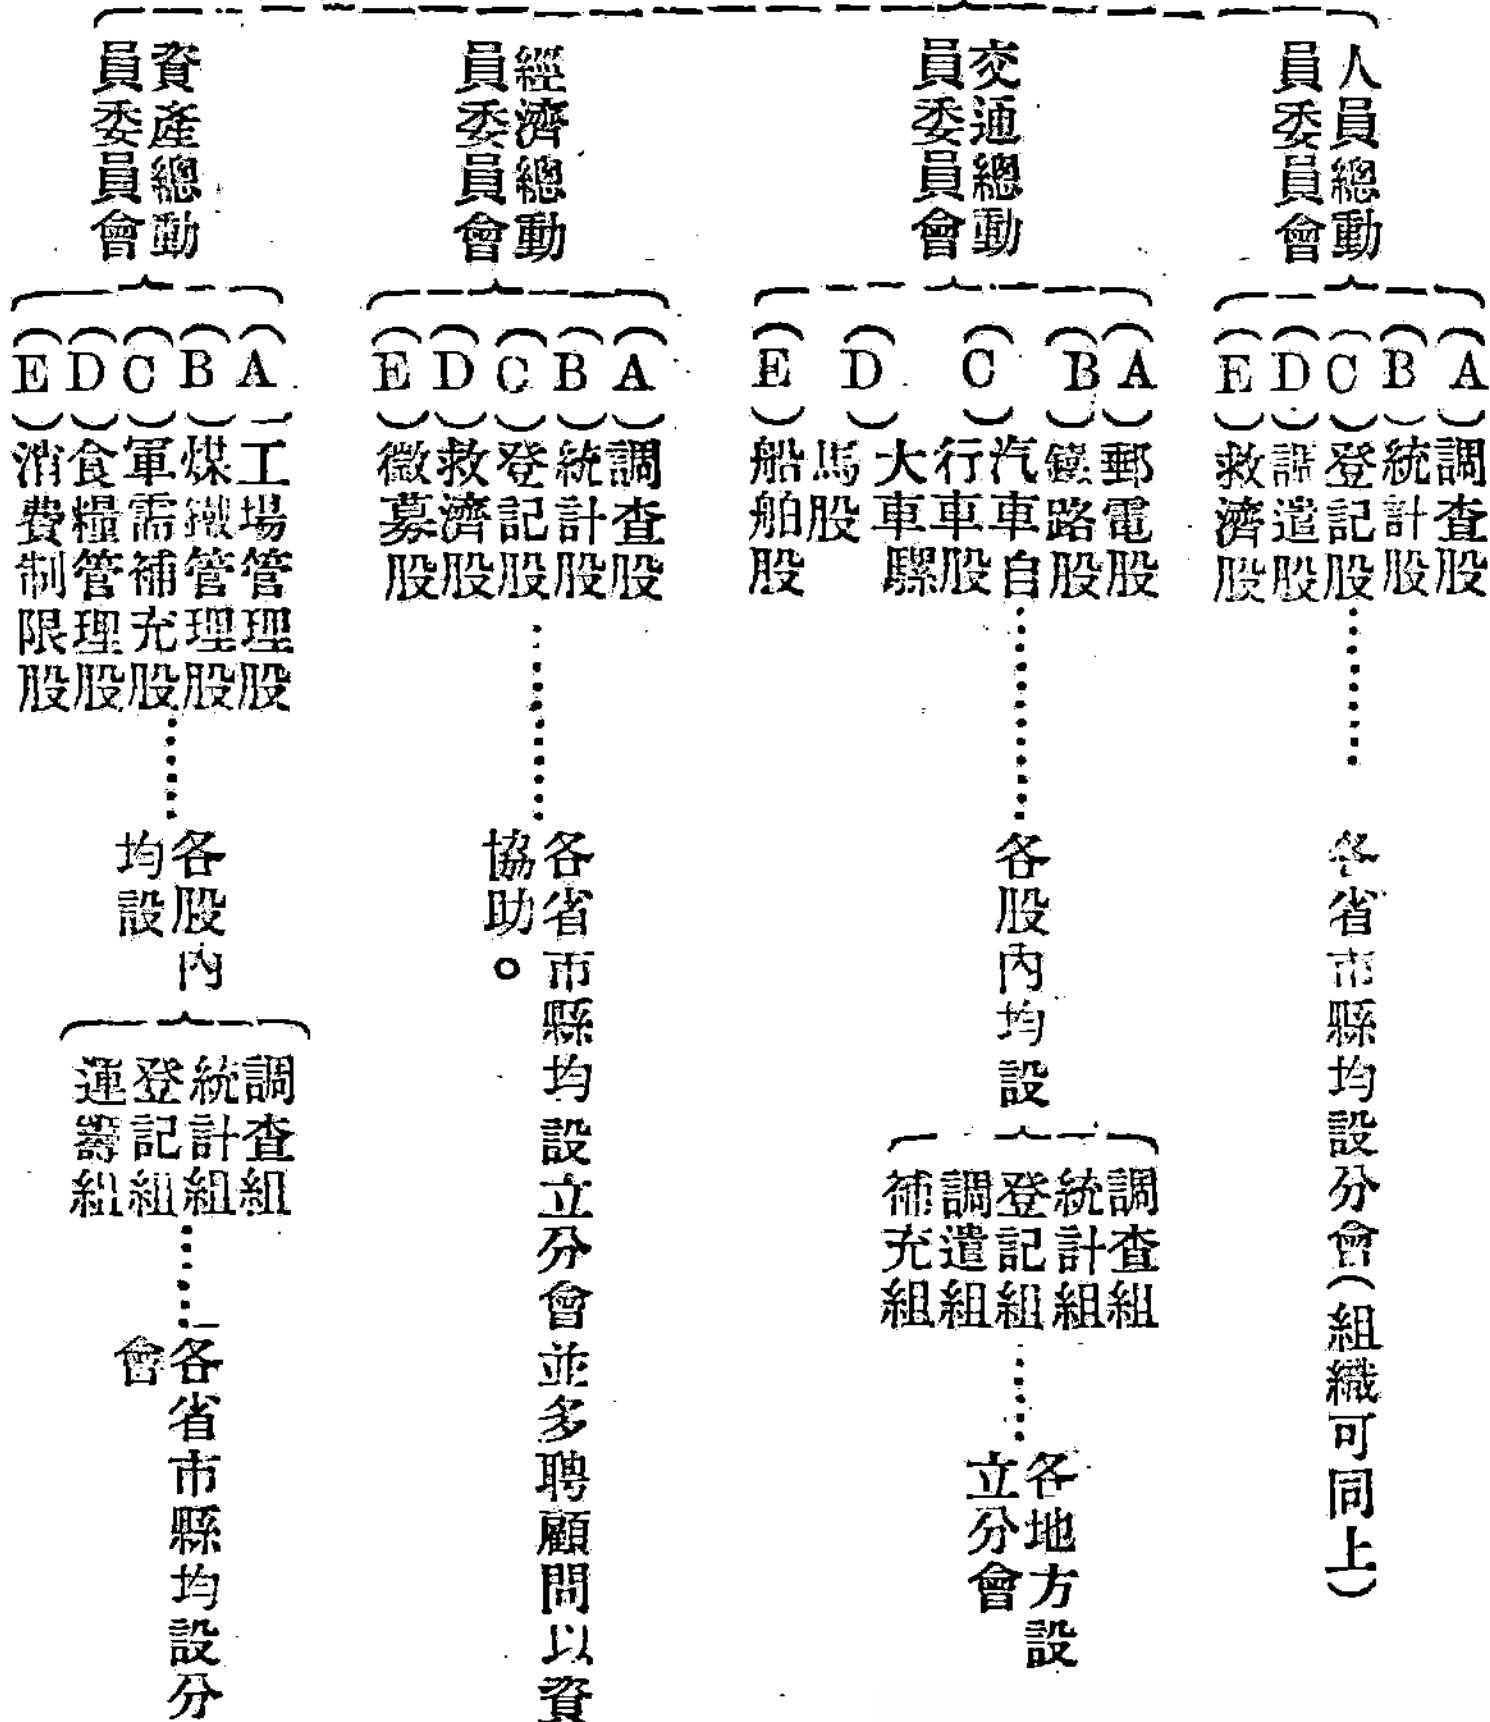 人員總動
員委員會
(A)調查股
(B)統計股
(C)登記股
(D)調遣股
(E)救濟股
各省市縣均設分會(組織可同上)
交通總動
員委員會
(A)郵電股
(B)鐵路股
(C)汽車自
行車股
(D)大車騾
馬股
(E)船舶股
各股內均設
調查組
統計組
登記組
調遣組
補充組
各地方設
立分會
經濟總動
員委員會
(A)調查股
(B)統計股
(C)登記股
(D)救濟股
(E)徵募股
各省市縣均設立分會並多聘顧問以資
協助。
資產總動
員委員會
(A)工場管理股
(B)煤鐵管理股
(C)軍需補充股
(D)食糧管理股
(E)消費制限股
各股內
均設
調查組
統計組
登記組
運籌組
各省市縣均設分
會